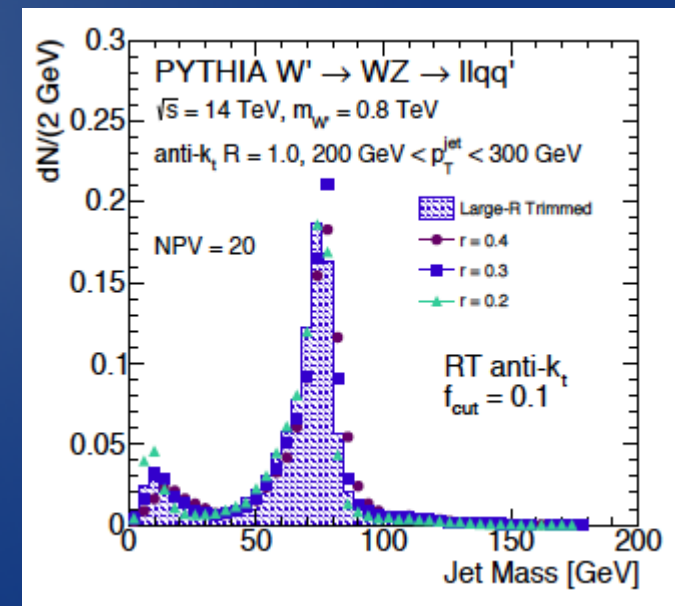 dN/(2 GeV)
0.3
0.25
0.2
0.15
0.1
0.05
0
PYTHIA W' → WZ → llqq'
√s = 14 TeV, m_W' = 0.8 TeV
anti-k_t R = 1.0, 200 GeV < p_T^jet < 300 GeV
NPV = 20
Large-R Trimmed
r = 0.4
r = 0.3
r = 0.2
RT anti-k_t
f_cut = 0.1
0 50 100 150 200
Jet Mass [GeV]